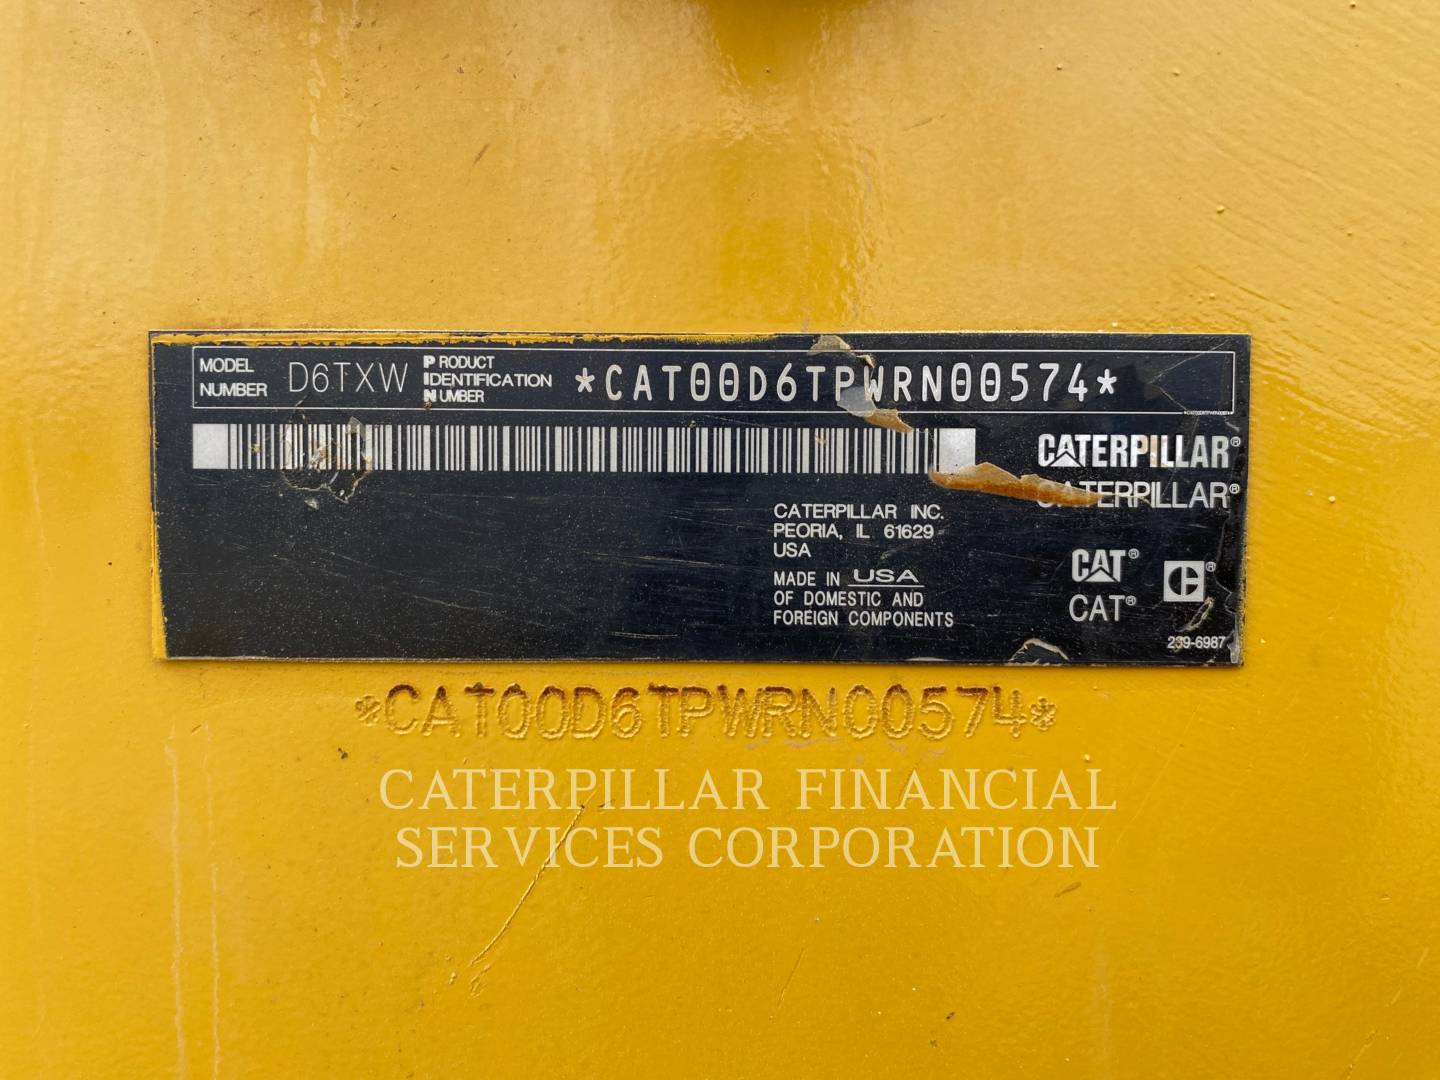 MODEL NUMBER D6TXW PRODUCT IDENTIFICATION NUMBER *CAT00D6TPWRN00574*
*CAT00D6TPWRN00574*
CATERPILLAR®
CATERPILLAR®
CATERPILLAR INC.
PEORIA, IL 61629
USA
MADE IN USA
OF DOMESTIC AND
FOREIGN COMPONENTS
CAT®
CAT®
C®
239-6987
*CAT00D6TPWRN00574*
CATERPILLAR FINANCIAL
SERVICES CORPORATION